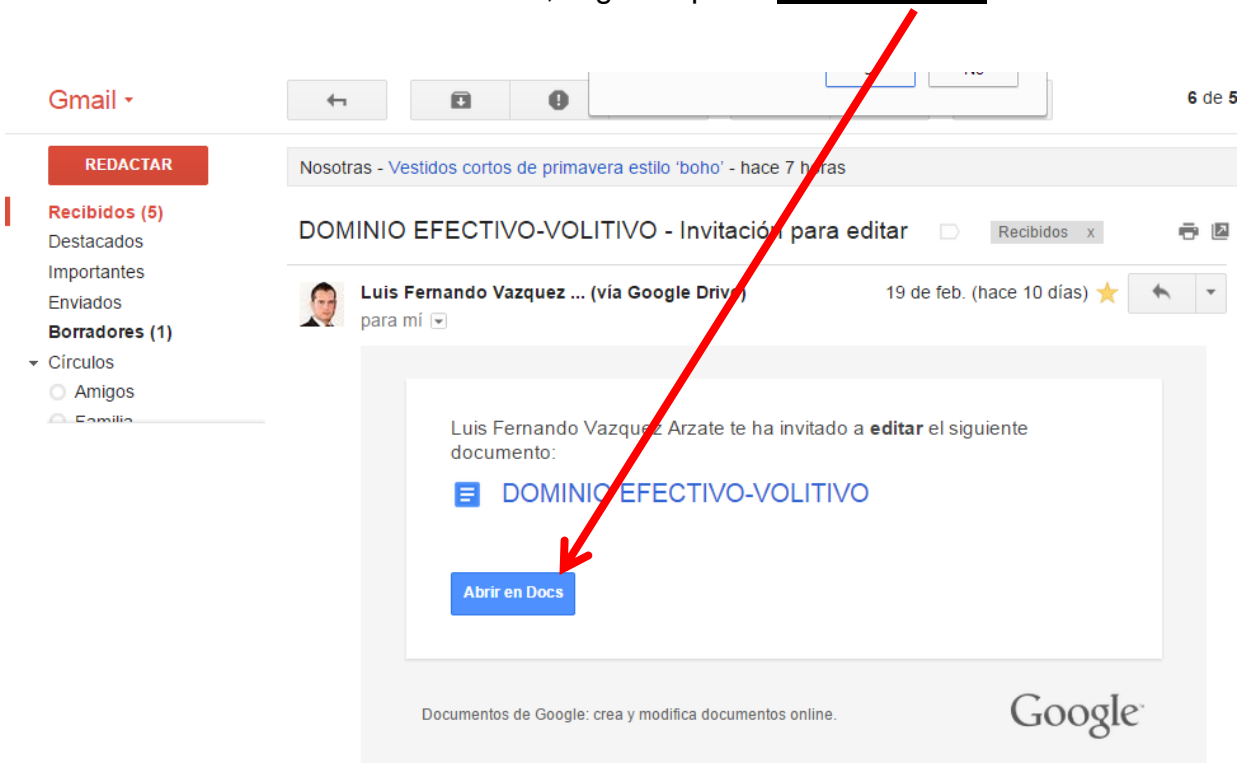 Gmail
No
6 de 5
REDACTAR
Nosotras - Vestidos cortos de primavera estilo ‘boho’ - hace 7 horas
Recibidos (5)
Destacados
Importantes
Enviados
Borradores (1)
Círculos
Amigos
Familia
DOMINIO EFECTIVO-VOLITIVO - Invitación para editar
Recibidos x
Luis Fernando Vazquez ... (vía Google Drive)
19 de feb. (hace 10 días)
para mí
Luis Fernando Vazquez Arzate te ha invitado a editar el siguiente
documento:
DOMINIO EFECTIVO-VOLITIVO
Abrir en Docs
Documentos de Google: crea y modifica documentos online.
Google